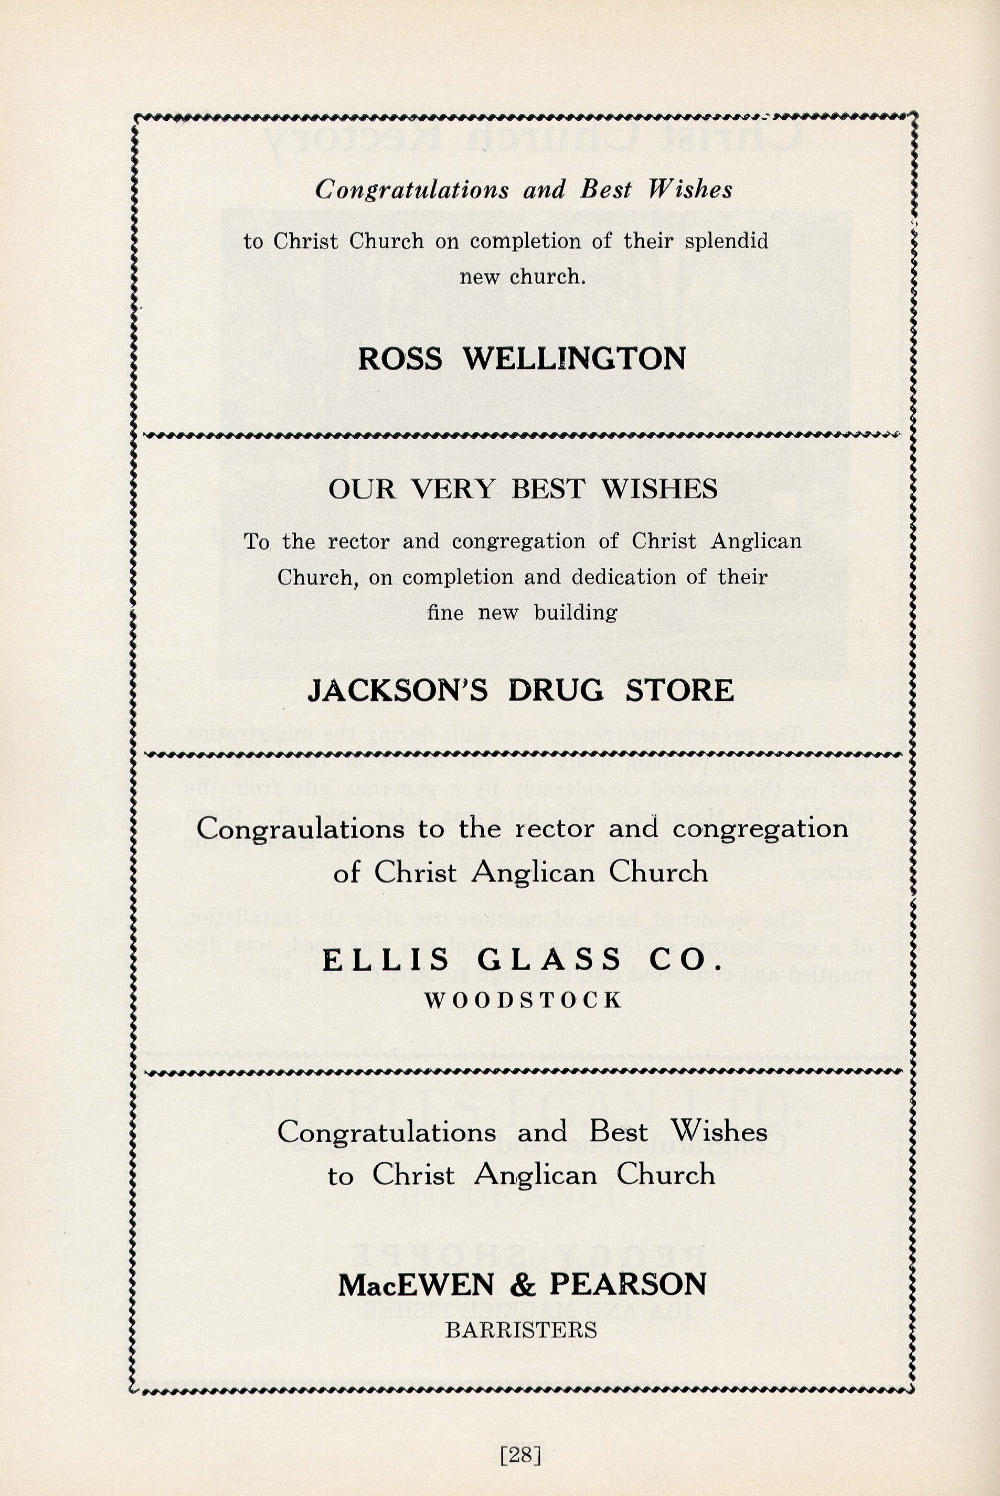 Congratulations and Best Wishes
to Christ Church on completion of their splendid
new church.
ROSS WELLINGTON
OUR VERY BEST WISHES
To the rector and congregation of Christ Anglican
Church, on completion and dedication of their
fine new building
JACKSON'S DRUG STORE
Congraulations to the rector and congregation
of Christ Anglican Church
ELLIS GLASS CO.
WOODSTOCK
Congratulations and Best Wishes
to Christ Anglican Church
MacEWEN & PEARSON
BARRISTERS
[28]